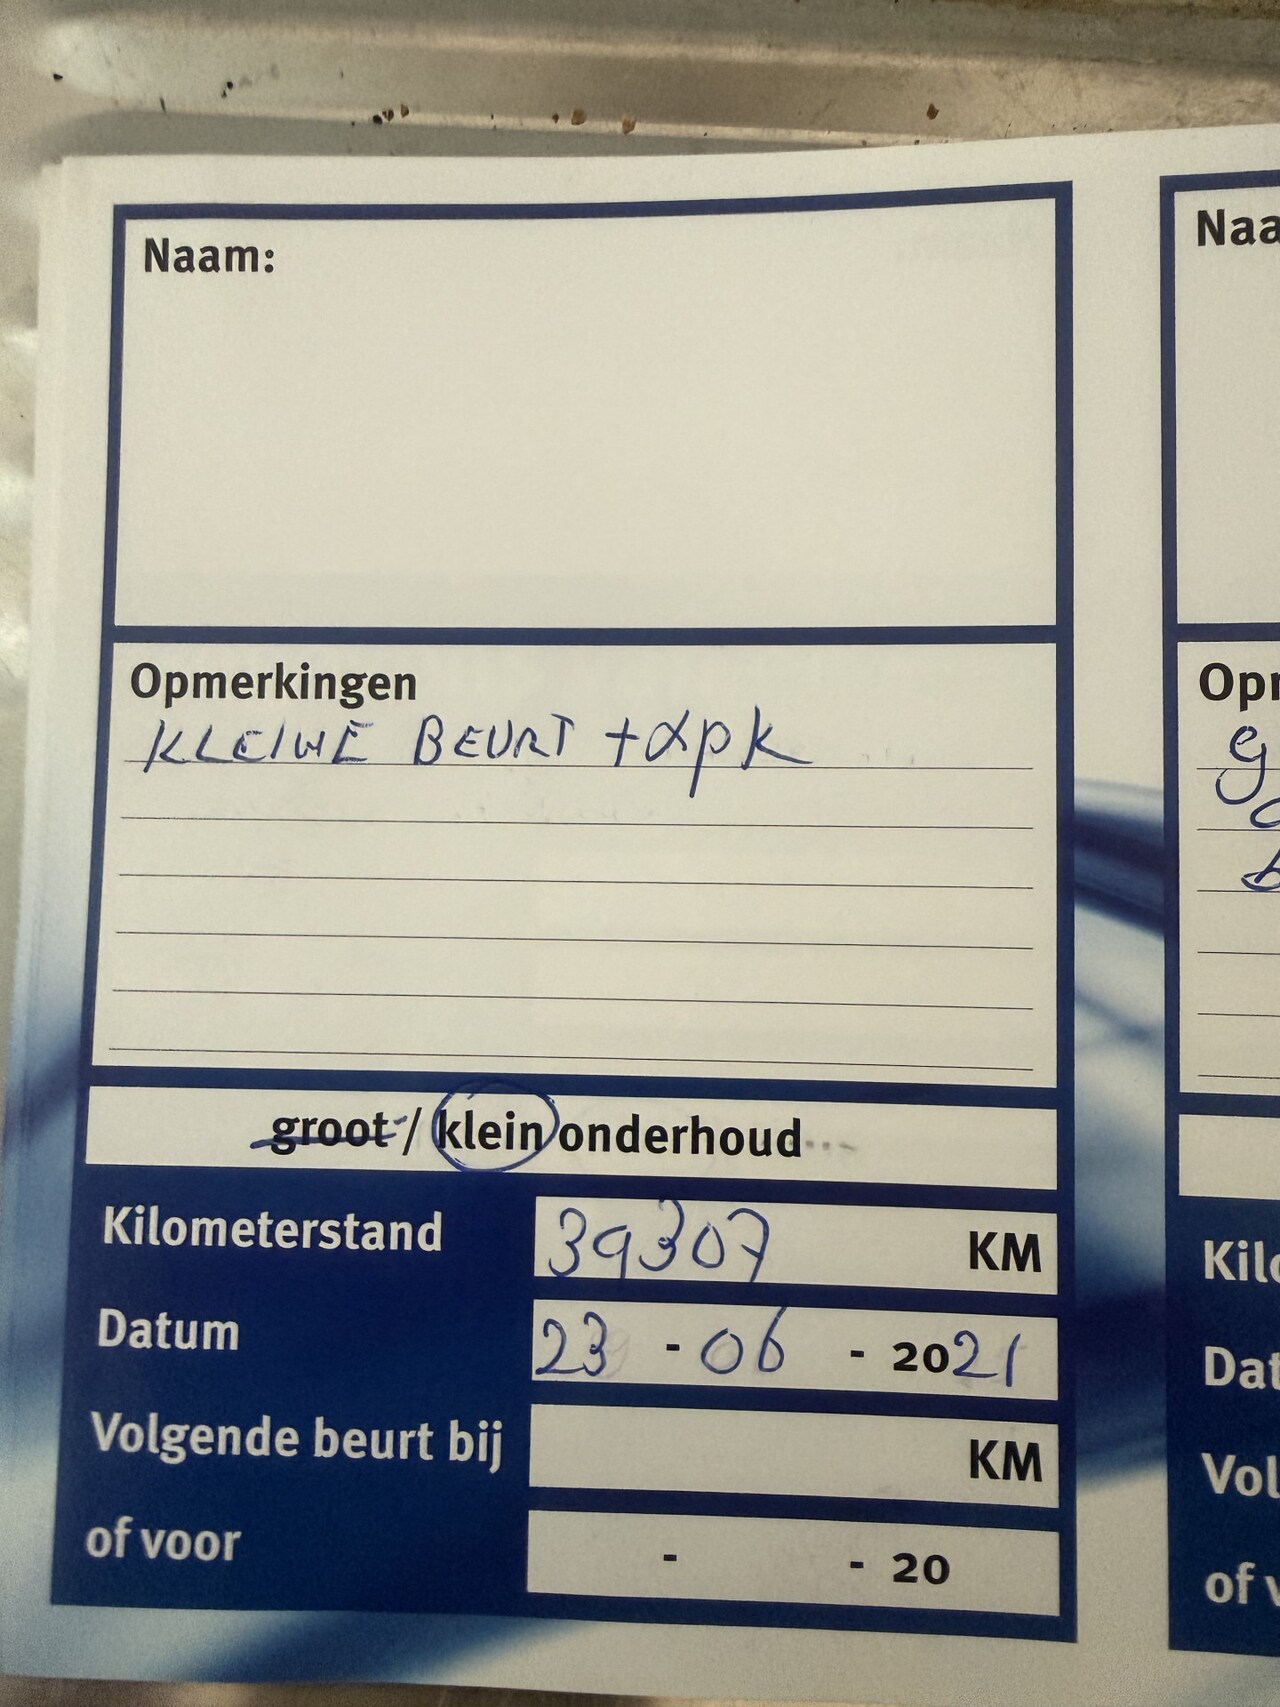 Naam:
Opmerkingen
KLEINE BEURT + apk
groot / klein onderhoud
Kilometerstand 39307 KM
Datum 23 - 06 - 2021
Volgende beurt bij KM
of voor - - 20
Naa
Opm
g
Kilo
Dat
Vol
of v